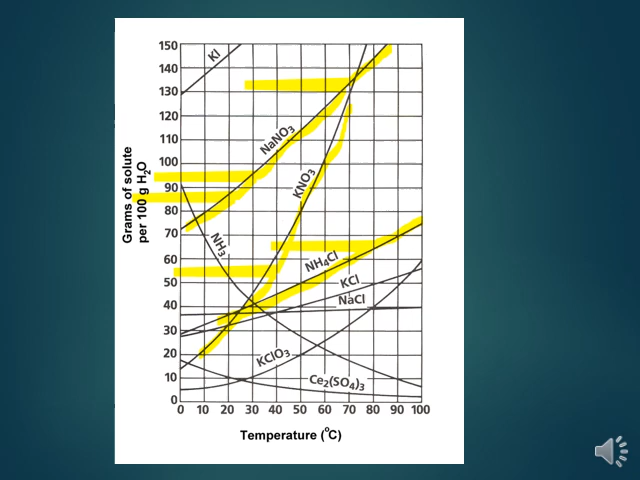 150
140
130
120
110
100
90
80
70
60
50
40
30
20
10
0
0 10 20 30 40 50 60 70 80 90 100
Grams of solute
per 100 g H₂O
KI
NaNO₃
KNO₃
NH₃
NH₄Cl
KCl
NaCl
KClO₃
Ce₂(SO₄)₃
Temperature (°C)